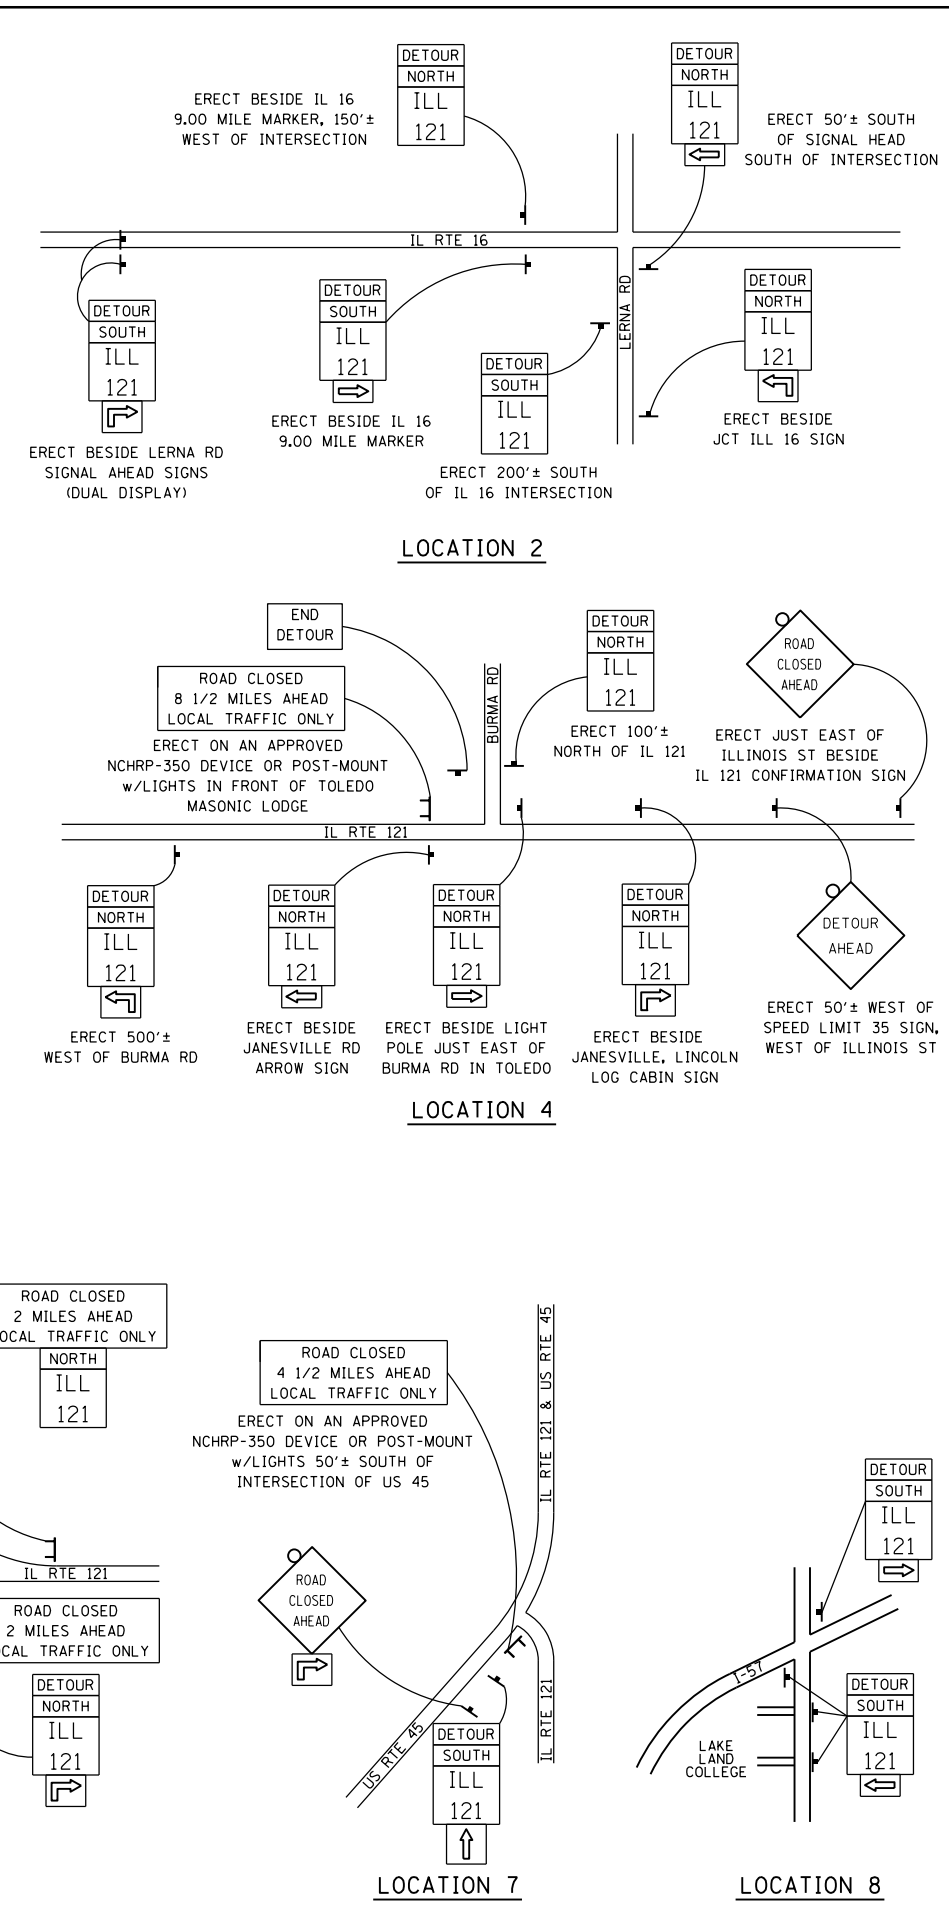 DETOUR
NORTH
ILL
121
ERECT BESIDE IL 16
9.00 MILE MARKER, 150'±
WEST OF INTERSECTION
DETOUR
NORTH
ILL
121
ERECT 50'± SOUTH
OF SIGNAL HEAD
SOUTH OF INTERSECTION
IL RTE 16
LERNA RD
DETOUR
SOUTH
ILL
121
ERECT BESIDE LERNA RD
SIGNAL AHEAD SIGNS
(DUAL DISPLAY)
DETOUR
SOUTH
ILL
121
ERECT BESIDE IL 16
9.00 MILE MARKER
DETOUR
SOUTH
ILL
121
ERECT 200'± SOUTH
OF IL 16 INTERSECTION
DETOUR
NORTH
ILL
121
ERECT BESIDE
JCT ILL 16 SIGN
LOCATION 2
END
DETOUR
ROAD CLOSED
8 1/2 MILES AHEAD
LOCAL TRAFFIC ONLY
ERECT ON AN APPROVED
NCHRP-350 DEVICE OR POST-MOUNT
w/LIGHTS IN FRONT OF TOLEDO
MASONIC LODGE
BURMA RD
DETOUR
NORTH
ILL
121
ERECT 100'±
NORTH OF IL 121
ROAD
CLOSED
AHEAD
ERECT JUST EAST OF
ILLINOIS ST BESIDE
IL 121 CONFIRMATION SIGN
IL RTE 121
DETOUR
NORTH
ILL
121
ERECT 500'±
WEST OF BURMA RD
DETOUR
NORTH
ILL
121
ERECT BESIDE
JANESVILLE RD
ARROW SIGN
DETOUR
NORTH
ILL
121
ERECT BESIDE LIGHT
POLE JUST EAST OF
BURMA RD IN TOLEDO
DETOUR
NORTH
ILL
121
ERECT BESIDE
JANESVILLE, LINCOLN
LOG CABIN SIGN
DETOUR
AHEAD
ERECT 50'± WEST OF
SPEED LIMIT 35 SIGN,
WEST OF ILLINOIS ST
LOCATION 4
ROAD CLOSED
2 MILES AHEAD
OCAL TRAFFIC ONLY
NORTH
ILL
121
IL RTE 121
ROAD CLOSED
2 MILES AHEAD
CAL TRAFFIC ONLY
DETOUR
NORTH
ILL
121
ROAD CLOSED
4 1/2 MILES AHEAD
LOCAL TRAFFIC ONLY
ERECT ON AN APPROVED
NCHRP-350 DEVICE OR POST-MOUNT
w/LIGHTS 50'± SOUTH OF
INTERSECTION OF US 45
IL RTE 121 & US RTE 45
ROAD
CLOSED
AHEAD
US RTE 45
IL RTE 121
DETOUR
SOUTH
ILL
121
LOCATION 7
DETOUR
SOUTH
ILL
121
I-57
LAKE
LAND
COLLEGE
DETOUR
SOUTH
ILL
121
LOCATION 8